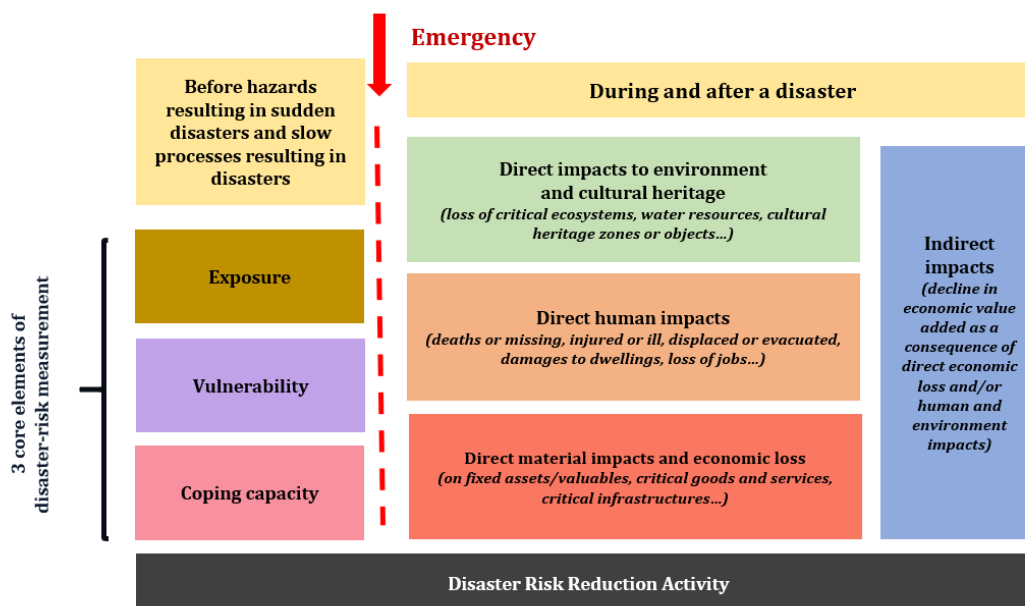 Emergency
Before hazards
resulting in sudden
disasters and slow
processes resulting in
disasters
During and after a disaster
3 core elements of
disaster-risk measurement
Exposure
Vulnerability
Coping capacity
Direct impacts to environment
and cultural heritage
(loss of critical ecosystems, water resources, cultural
heritage zones or objects...)
Direct human impacts
(deaths or missing, injured or ill, displaced or evacuated,
damages to dwellings, loss of jobs...)
Direct material impacts and economic loss
(on fixed assets/valuables, critical goods and services,
critical infrastructures...)
Indirect
impacts
(decline in
economic value
added as a
consequence of
direct economic
loss and/or
human and
environment
impacts)
Disaster Risk Reduction Activity